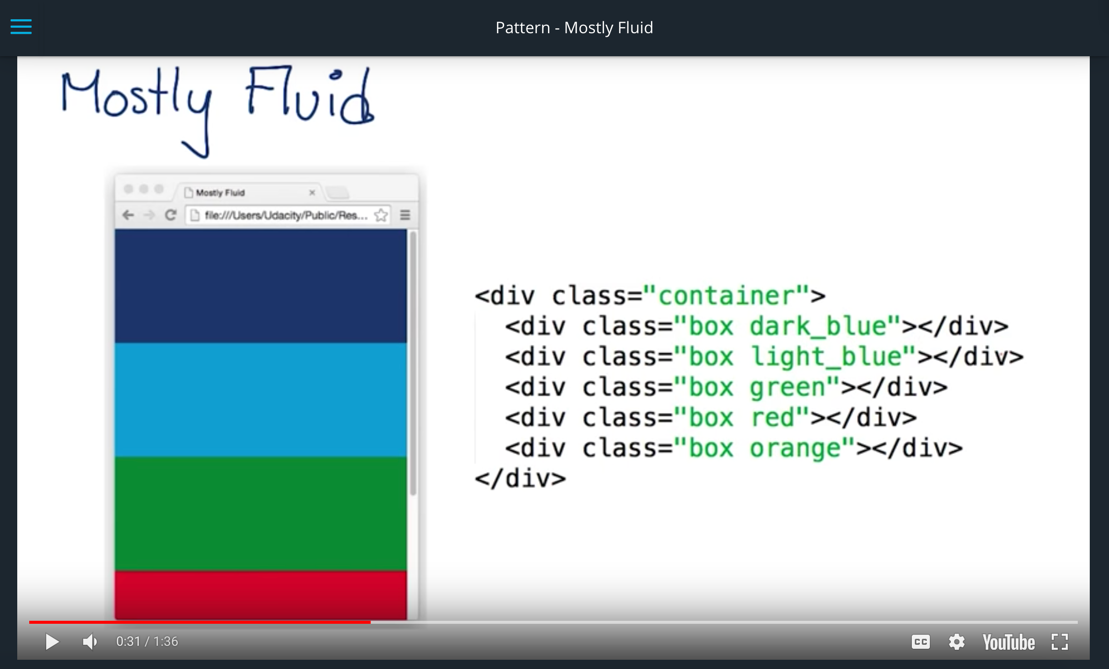 Pattern - Mostly Fluid
Mostly Fluid
Mostly Fluid
file:///Users/Udacity/Public/Res...
<div class="container">
<div class="box dark_blue"></div>
<div class="box light_blue"></div>
<div class="box green"></div>
<div class="box red"></div>
<div class="box orange"></div>
</div>
0:31 / 1:36
CC
YouTube